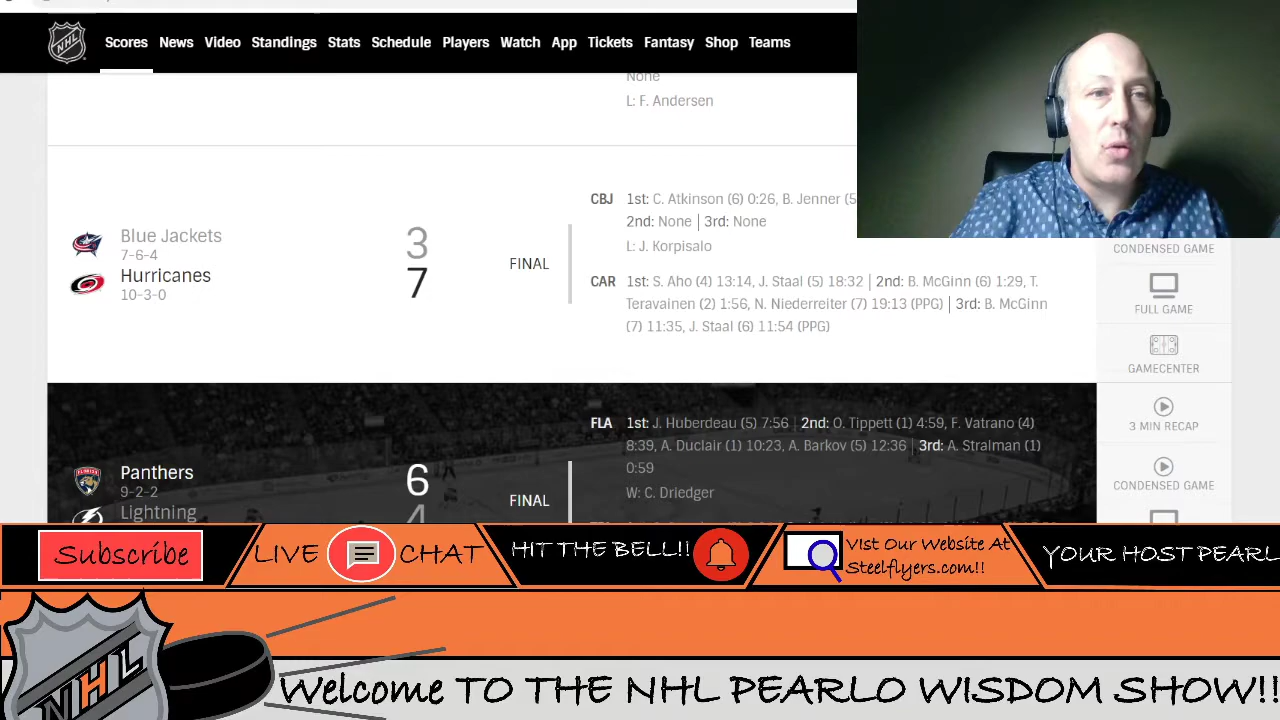 Scores News Video Standings Stats Schedule Players Watch App Tickets Fantasy Shop Teams
None
L: F. Andersen
Blue Jackets
7-6-4
3
Hurricanes
10-3-0
7
FINAL
CBJ 1st: C. Atkinson (6) 0:26, B. Jenner (5
2nd: None | 3rd: None
L: J. Korpisalo
CAR 1st: S. Aho (4) 13:14, J. Staal (5) 18:32 | 2nd: B. McGinn (6) 1:29, T.
Teravainen (2) 1:56, N. Niederreiter (7) 19:13 (PPG) | 3rd: B. McGinn
(7) 11:35, J. Staal (6) 11:54 (PPG)
CONDENSED GAME
FULL GAME
GAMECENTER
3 MIN RECAP
CONDENSED GAME
Panthers
9-2-2
6
Lightning
4
FINAL
FLA 1st: J. Huberdeau (5) 7:56 | 2nd: O. Tippett (1) 4:59, F. Vatrano (4)
8:39, A. Duclair (1) 10:23, A. Barkov (5) 12:36 | 3rd: A. Stralman (1)
0:59
W: C. Driedger
Subscribe
LIVE CHAT
HIT THE BELL!!
VIst Our Website At
Steelflyers.com!!
YOUR HOST PEARL
NHL
Welcome TO THE NHL PEARLO WISDOM SHOW!!